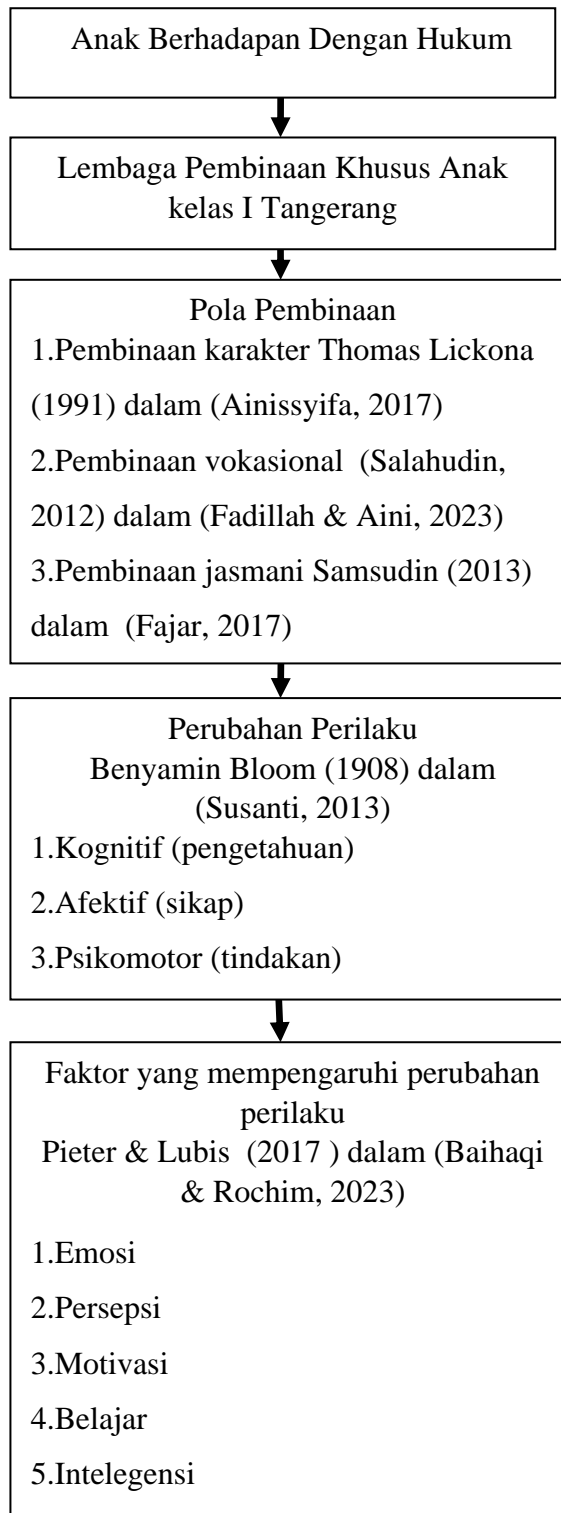 Anak Berhadapan Dengan Hukum
Lembaga Pembinaan Khusus Anak
kelas I Tangerang
Pola Pembinaan
1.Pembinaan karakter Thomas Lickona
(1991) dalam (Ainissyifa, 2017)
2.Pembinaan vokasional (Salahudin,
2012) dalam (Fadillah & Aini, 2023)
3.Pembinaan jasmani Samsudin (2013)
dalam (Fajar, 2017)
Perubahan Perilaku
Benyamin Bloom (1908) dalam
(Susanti, 2013)
1.Kognitif (pengetahuan)
2.Afektif (sikap)
3.Psikomotor (tindakan)
Faktor yang mempengaruhi perubahan
perilaku
Pieter & Lubis (2017 ) dalam (Baihaqi
& Rochim, 2023)
1.Emosi
2.Persepsi
3.Motivasi
4.Belajar
5.Intelegensi